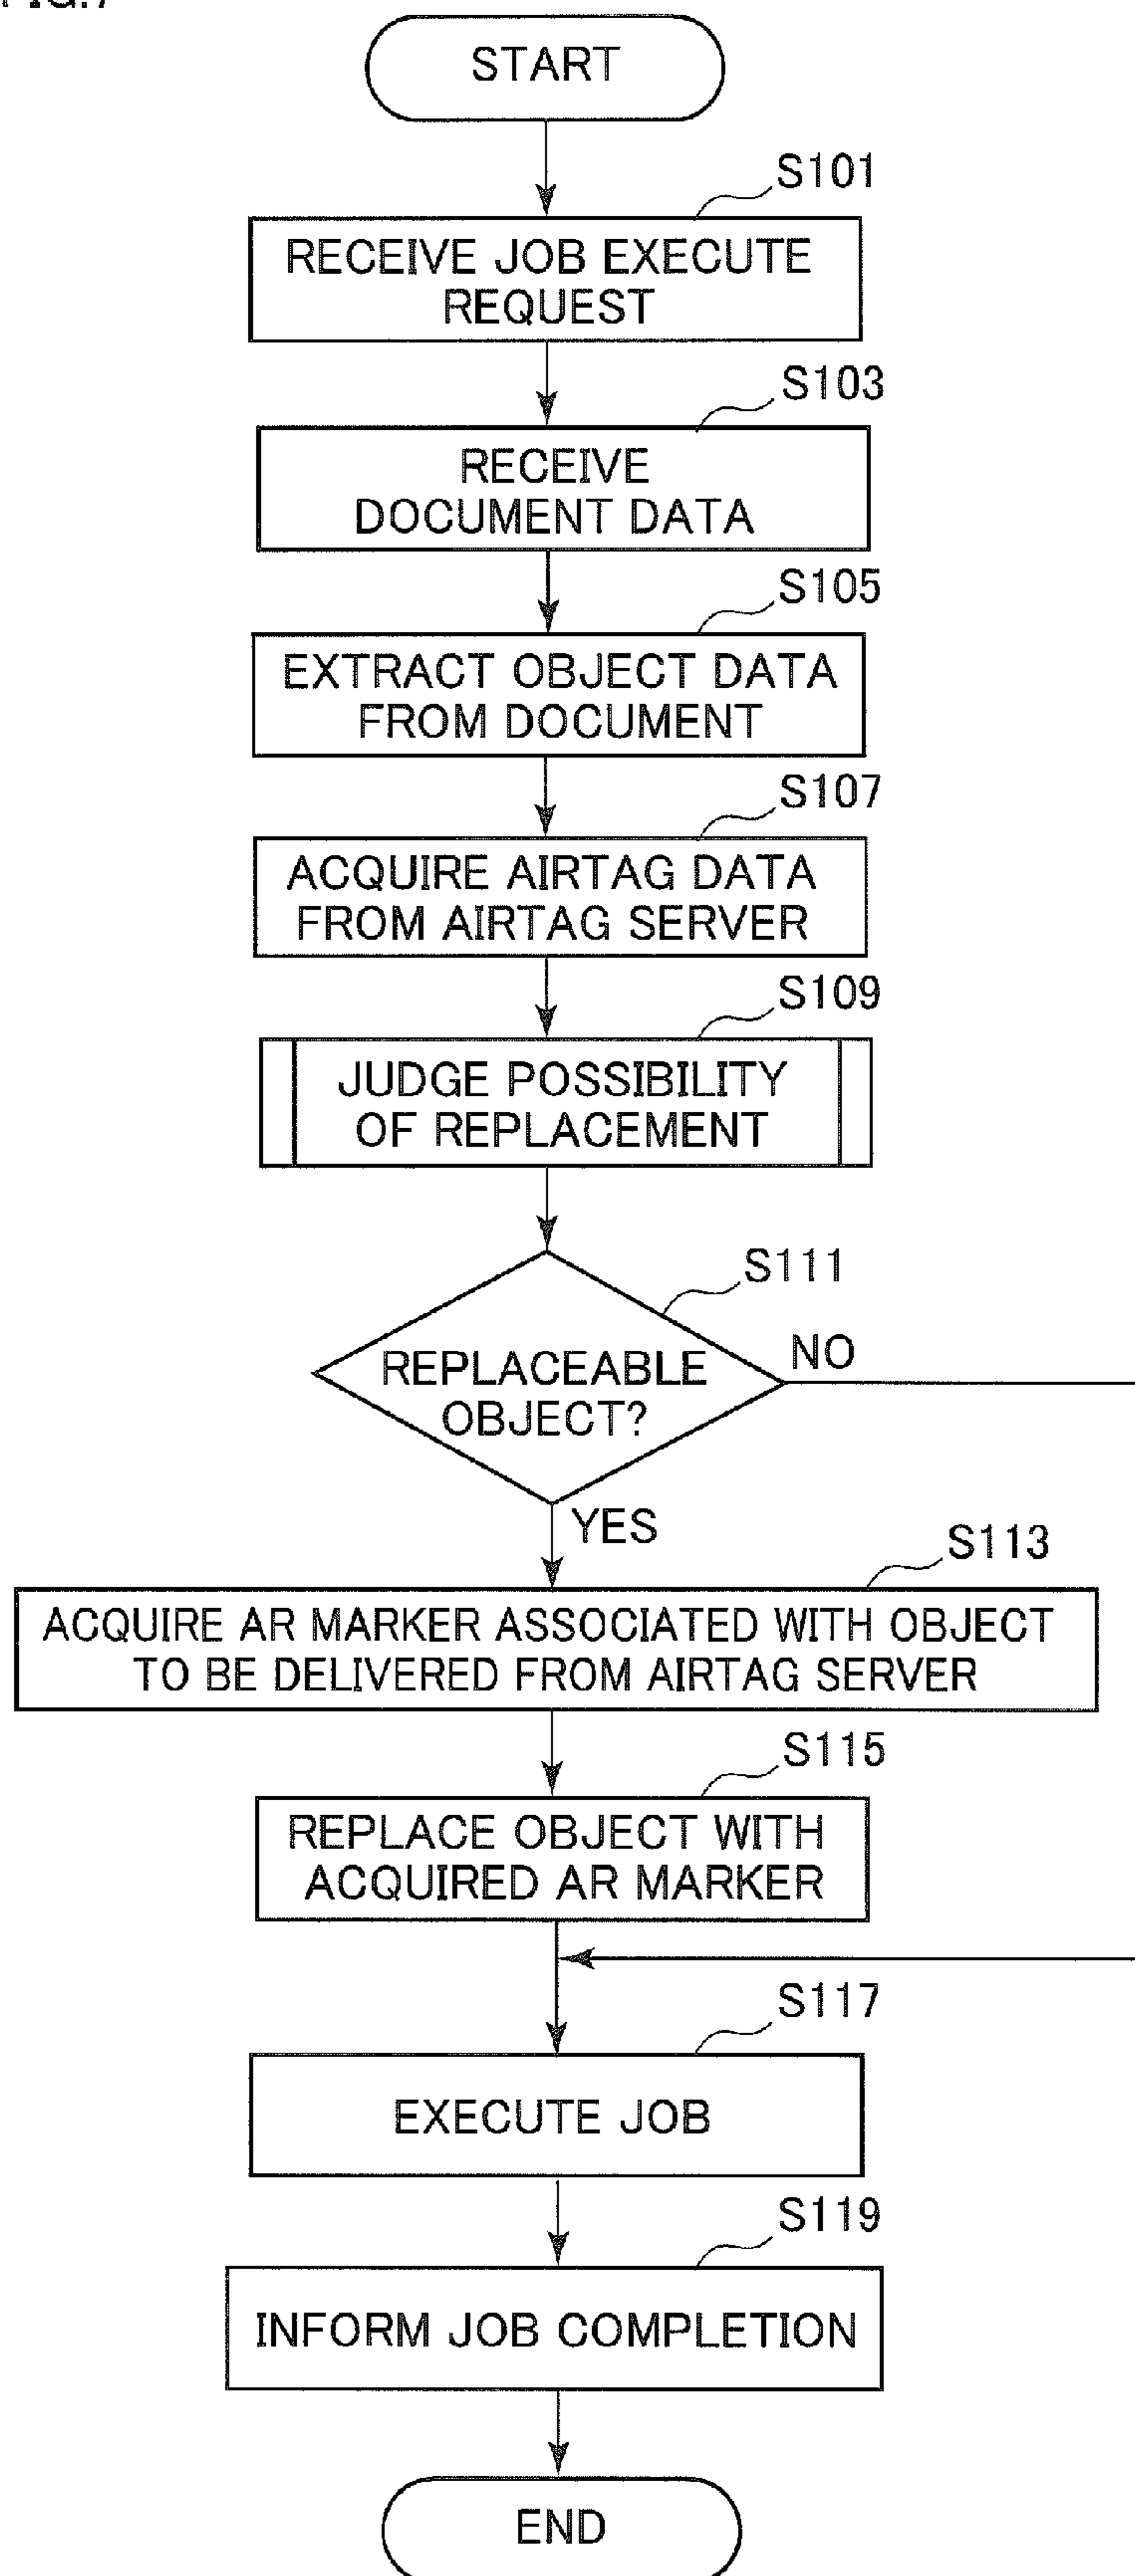 START
S101
RECEIVE JOB EXECUTE
REQUEST
S103
RECEIVE
DOCUMENT DATA
S105
EXTRACT OBJECT DATA
FROM DOCUMENT
S107
ACQUIRE AIRTAG DATA
FROM AIRTAG SERVER
S109
JUDGE POSSIBILITY
OF REPLACEMENT
S111
REPLACEABLE
OBJECT?
NO
YES
S113
ACQUIRE AR MARKER ASSOCIATED WITH OBJECT
TO BE DELIVERED FROM AIRTAG SERVER
S115
REPLACE OBJECT WITH
ACQUIRED AR MARKER
S117
EXECUTE JOB
S119
INFORM JOB COMPLETION
END